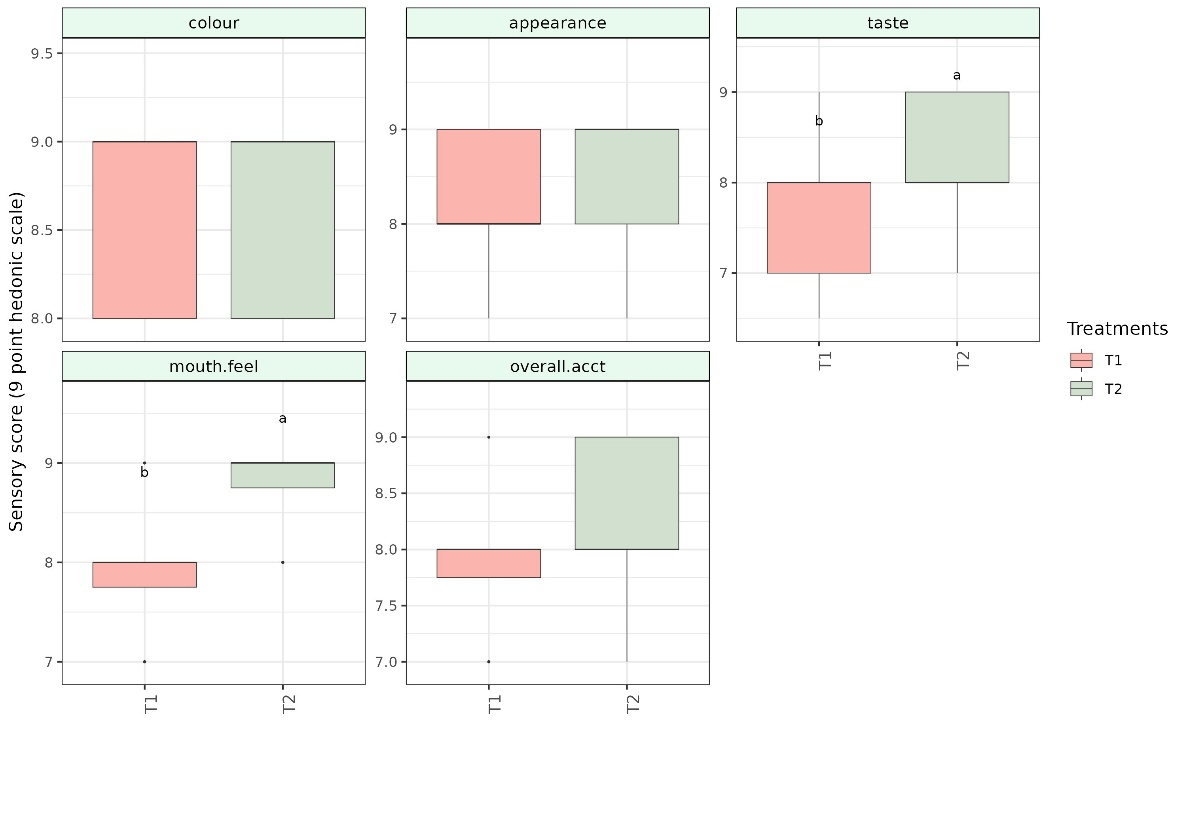 colour
appearance
taste
9.5
9.0
8.5
8.0
9
8
7
9
8
7
b
a
T1
T2
Sensory score (9 point hedonic scale)
mouth.feel
overall.acct
9
8
7
b
a
9.0
8.5
8.0
7.5
7.0
T1
T2
T1
T2
Treatments
T1
T2